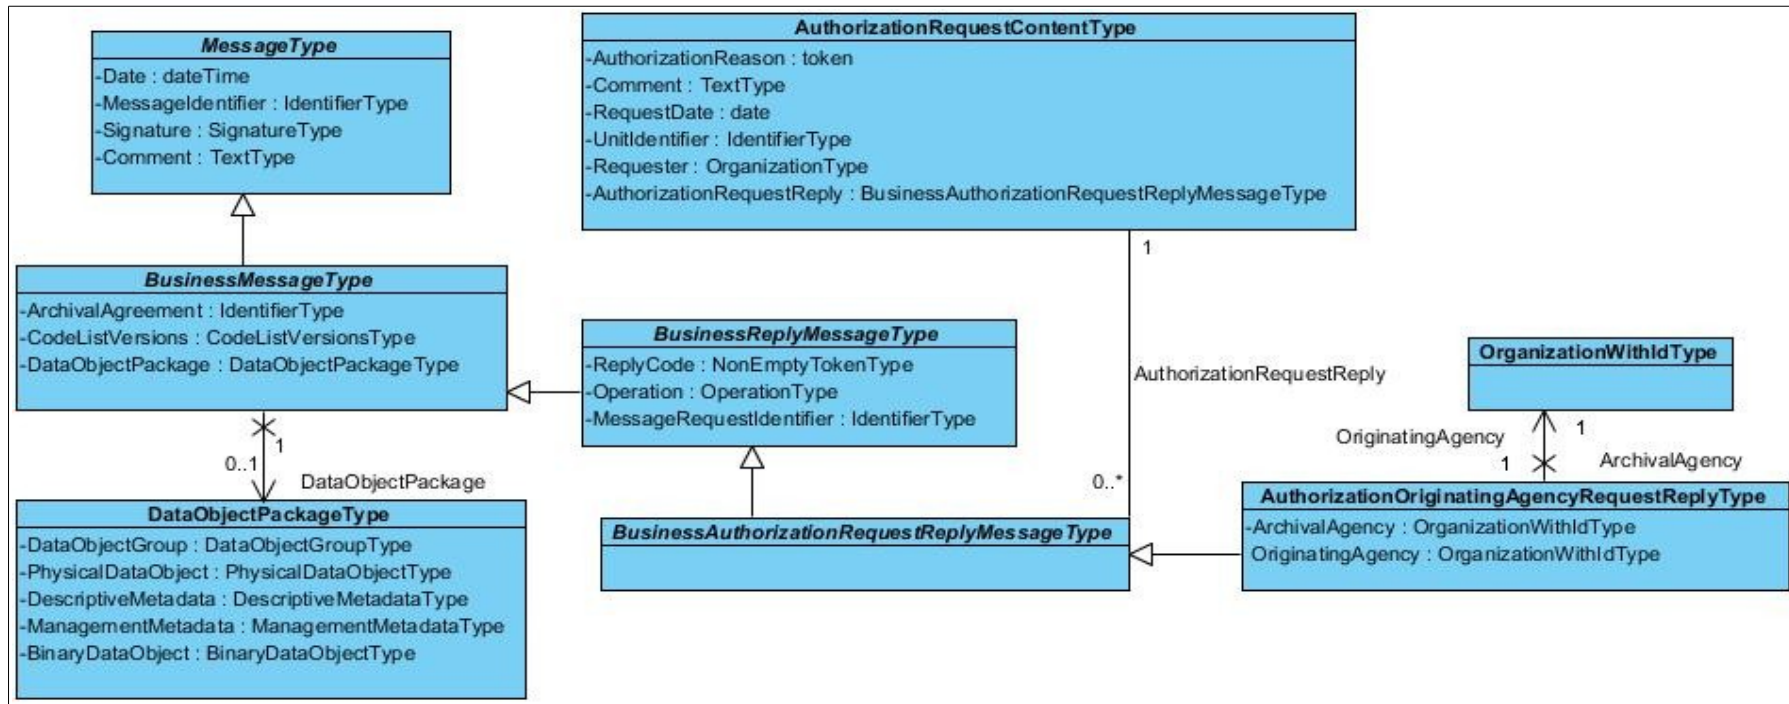 MessageType
-Date : dateTime
-MessageIdentifier : IdentifierType
-Signature : SignatureType
-Comment : TextType
AuthorizationRequestContentType
-AuthorizationReason : token
-Comment : TextType
-RequestDate : date
-UnitIdentifier : IdentifierType
-Requester : OrganizationType
-AuthorizationRequestReply : BusinessAuthorizationRequestReplyMessageType
1
BusinessMessageType
-ArchivalAgreement : IdentifierType
-CodeListVersions : CodeListVersionsType
-DataObjectPackage : DataObjectPackageType
BusinessReplyMessageType
-ReplyCode : NonEmptyTokenType
-Operation : OperationType
-MessageRequestIdentifier : IdentifierType
AuthorizationRequestReply
OrganizationWithIdType
1
0..1
DataObjectPackage
0..*
OriginatingAgency
1
1
ArchivalAgency
DataObjectPackageType
-DataObjectGroup : DataObjectGroupType
-PhysicalDataObject : PhysicalDataObjectType
-DescriptiveMetadata : DescriptiveMetadataType
-ManagementMetadata : ManagementMetadataType
-BinaryDataObject : BinaryDataObjectType
BusinessAuthorizationRequestReplyMessageType
AuthorizationOriginatingAgencyRequestReplyType
-ArchivalAgency : OrganizationWithIdType
OriginatingAgency : OrganizationWithIdType